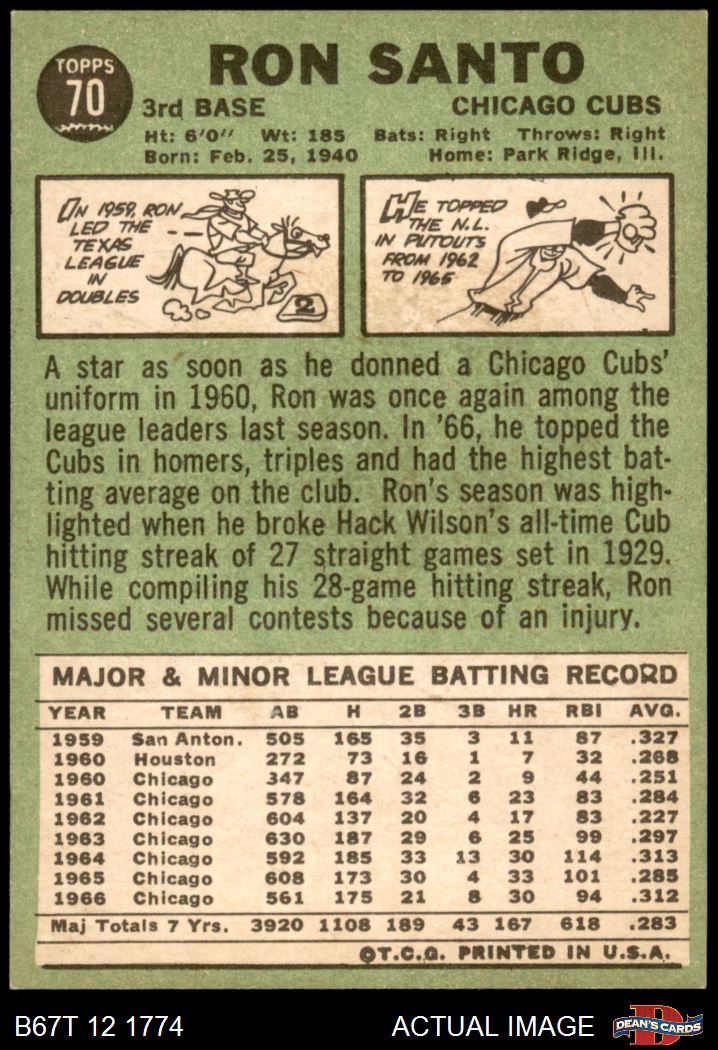 TOPPS
70
RON SANTO
3rd BASE CHICAGO CUBS
Ht: 6'0" Wt: 185 Bats: Right Throws: Right
Born: Feb. 25, 1940 Home: Park Ridge, Ill.
IN 1959, RON
LED THE
TEXAS
LEAGUE
IN
DOUBLES
2
HE TOPPED
THE N.L.
IN PUTOUTS
FROM 1962
TO 1965
A star as soon as he donned a Chicago Cubs'
uniform in 1960, Ron was once again among the
league leaders last season. In '66, he topped the
Cubs in homers, triples and had the highest bat-
ting average on the club. Ron's season was high-
lighted when he broke Hack Wilson's all-time Cub
hitting streak of 27 straight games set in 1929.
While compiling his 28-game hitting streak, Ron
missed several contests because of an injury.
MAJOR & MINOR LEAGUE BATTING RECORD
YEAR TEAM AB H 2B 3B HR RBI AVG.
1959 San Anton. 505 165 35 3 11 87 .327
1960 Houston 272 73 16 1 7 32 .268
1960 Chicago 347 87 24 2 9 44 .251
1961 Chicago 578 164 32 6 23 83 .284
1962 Chicago 604 137 20 4 17 83 .227
1963 Chicago 630 187 29 6 25 99 .297
1964 Chicago 592 185 33 13 30 114 .313
1965 Chicago 608 173 30 4 33 101 .285
1966 Chicago 561 175 21 8 30 94 .312
Maj Totals 7 Yrs. 3920 1108 189 43 167 618 .283
©T.C.G. PRINTED IN U.S.A.
B67T 12 1774 ACTUAL IMAGE DEAN'S CARDS